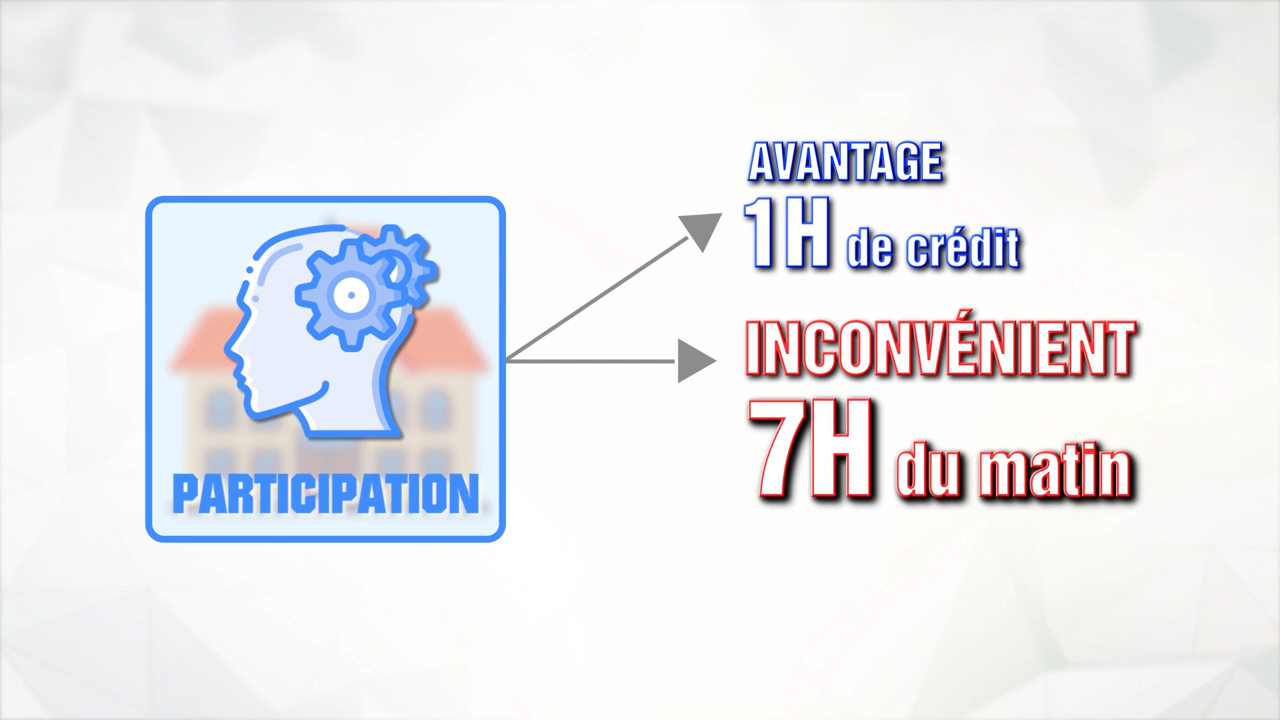 PARTICIPATION
AVANTAGE
1H de crédit
INCONVÉNIENT
7H du matin